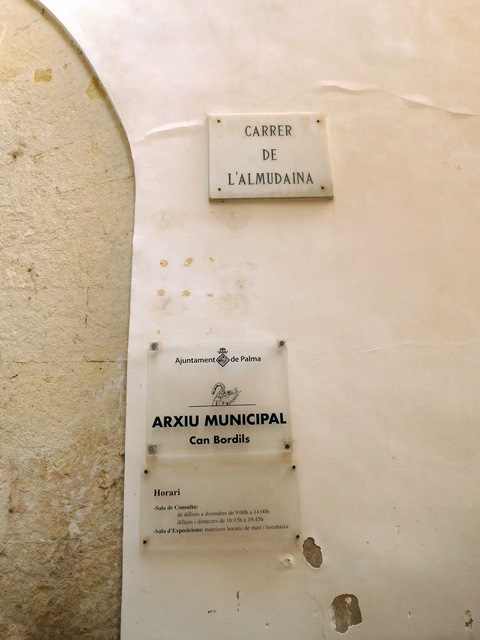 CARRER
DE
L'ALMUDAINA
Ajuntament de Palma
ARXIU MUNICIPAL
Can Bordils
Horari
-Sala de Consulta:
de dilluns a divendres de 9:00h a 14:00h
dilluns i dimecres de 16:15h a 19:45h
-Sala d'Exposicions: mateixos horaris de matí i horabaixa